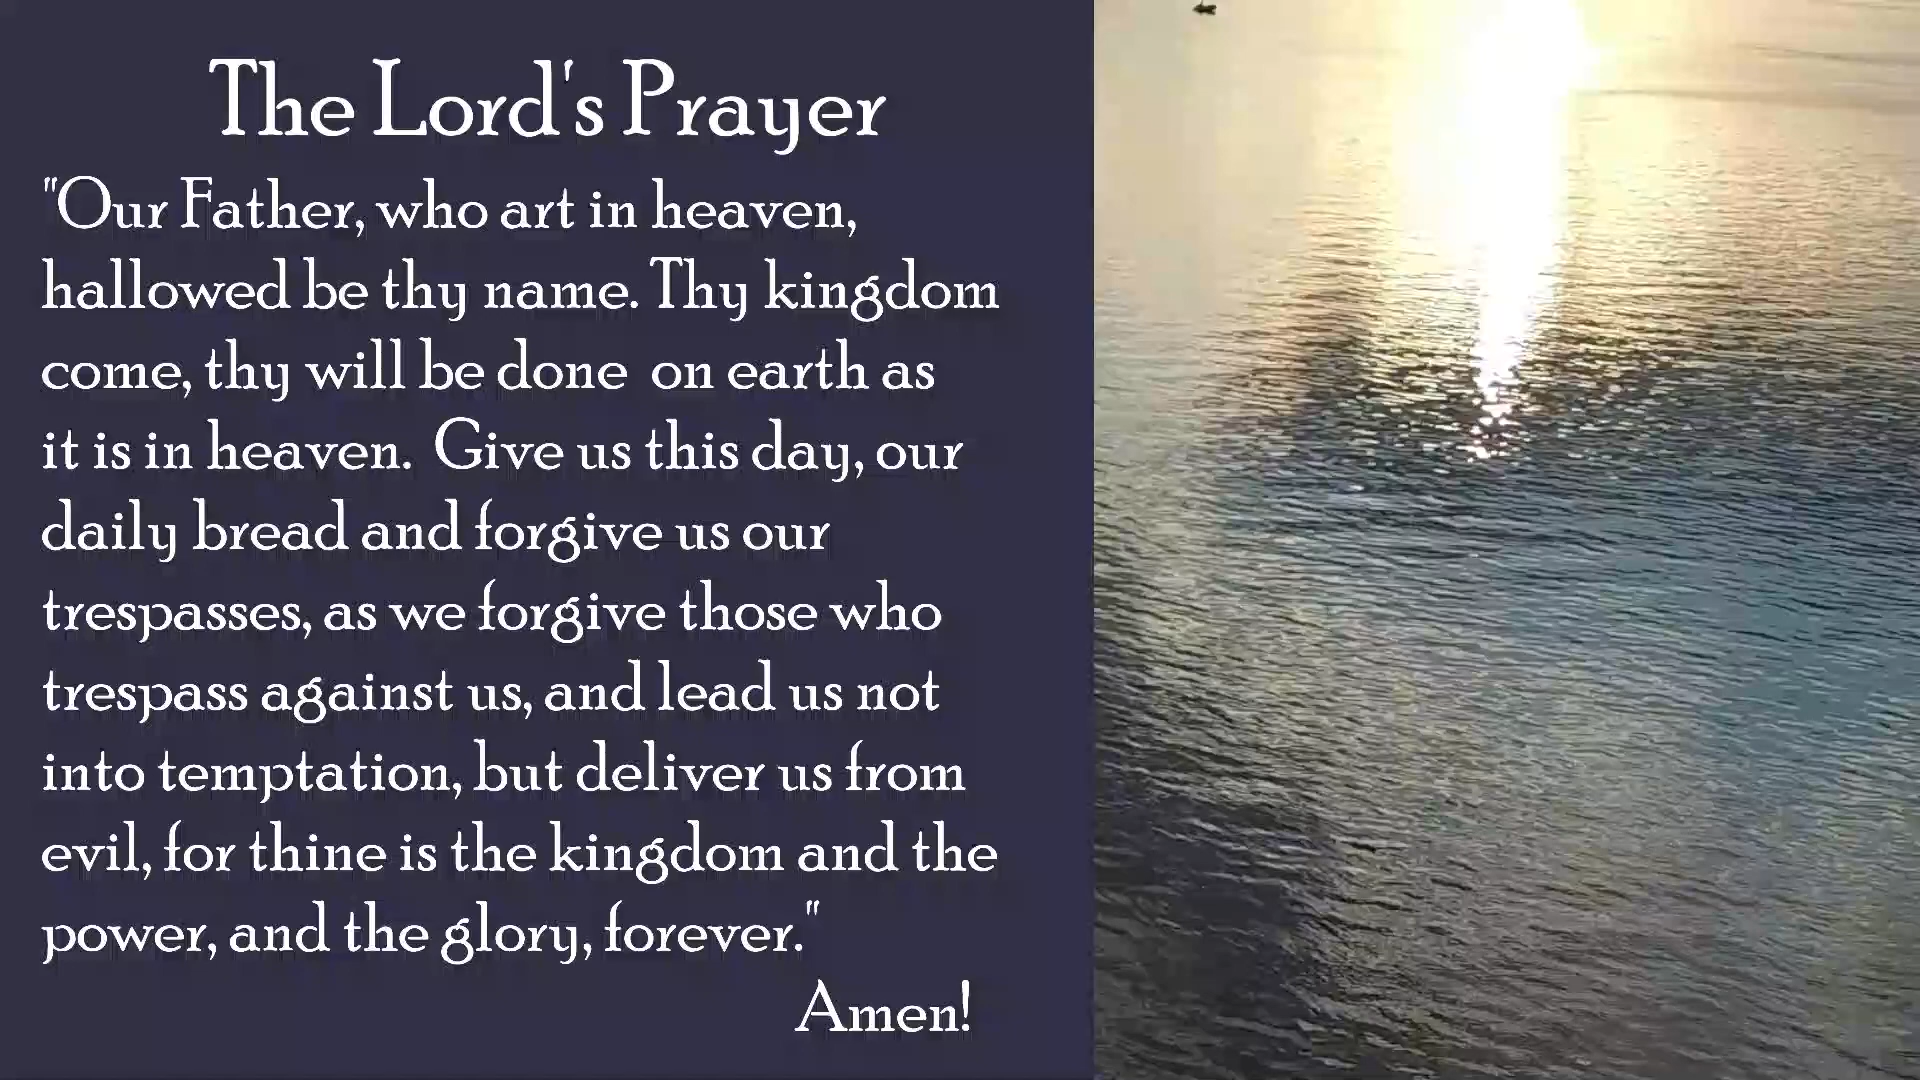 The Lord's Prayer
"Our Father, who art in heaven,
hallowed be thy name. Thy kingdom
come, thy will be done on earth as
it is in heaven. Give us this day, our
daily bread and forgive us our
trespasses, as we forgive those who
trespass against us, and lead us not
into temptation, but deliver us from
evil, for thine is the kingdom and the
power, and the glory, forever."
Amen!